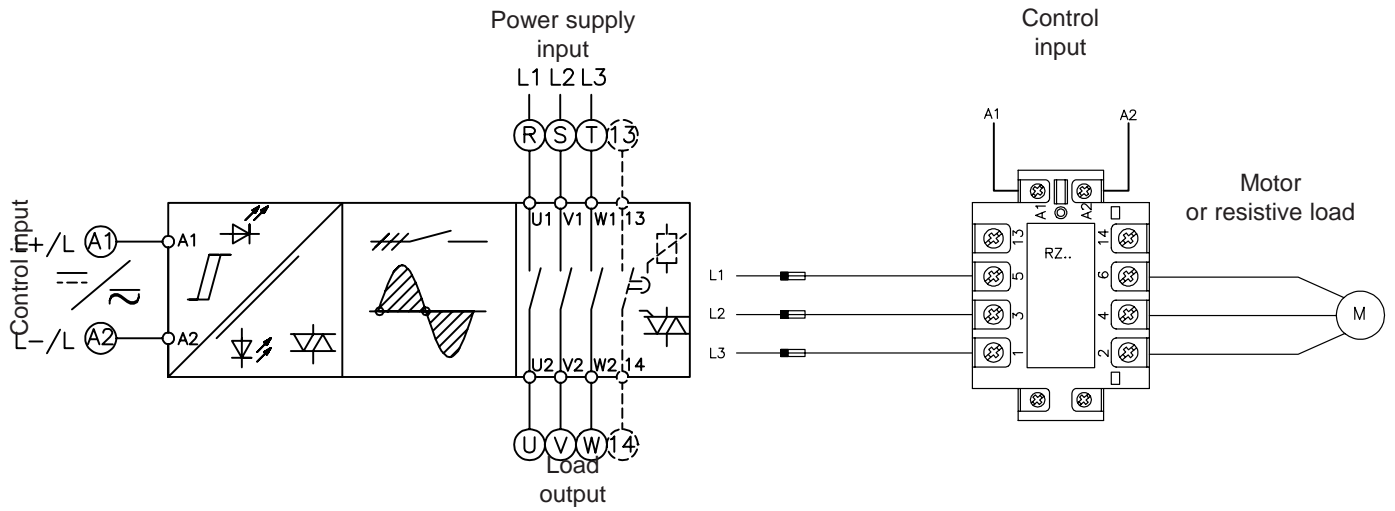 Power supply
input
L1 L2 L3
R S T 13
Control input
+/L A1
A1
−/L A2
A2
U1 V1 W1 13
U2 V2 W2 14
U V W 14
Load
output
Control
input
A1
A2
A1
A2
13
14
RZ..
L1
5
6
L2
3
4
L3
1
2
Motor
or resistive load
M